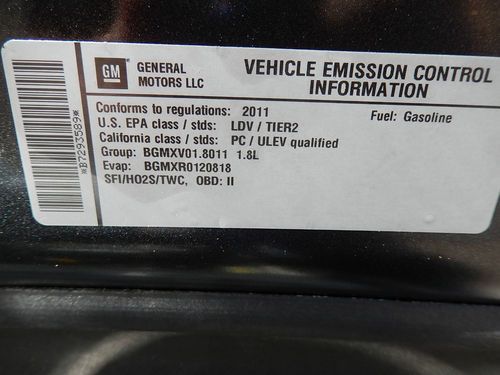 GM
GENERAL
MOTORS LLC
VEHICLE EMISSION CONTROL
INFORMATION
Conforms to regulations: 2011
Fuel: Gasoline
U.S. EPA class / stds: LDV / TIER2
California class / stds: PC / ULEV qualified
Group: BGMXV01.8011 1.8L
Evap: BGMXR0120818
SFI/HO2S/TWC, OBD: II
*B7293589*